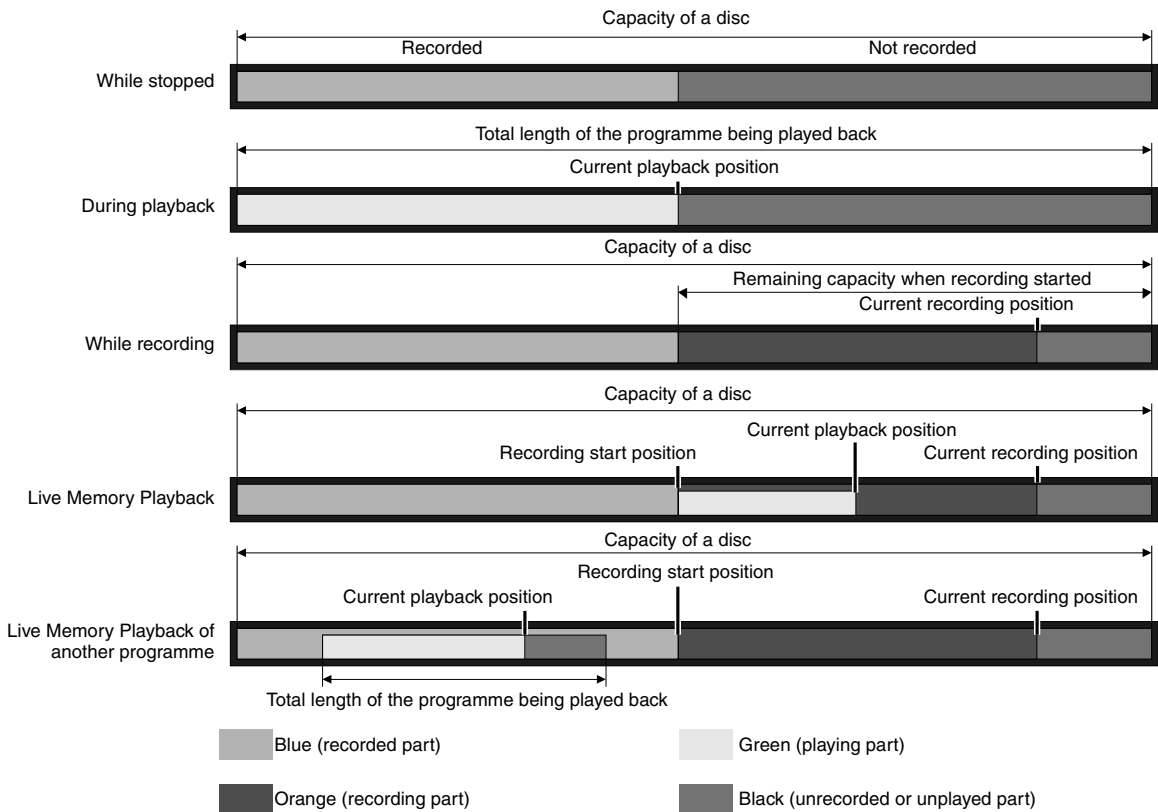 Capacity of a disc
Recorded
Not recorded
While stopped
Total length of the programme being played back
Current playback position
During playback
Capacity of a disc
Remaining capacity when recording started
Current recording position
While recording
Capacity of a disc
Current playback position
Recording start position
Current recording position
Live Memory Playback
Capacity of a disc
Recording start position
Current playback position
Current recording position
Live Memory Playback of
another programme
Total length of the programme being played back
Blue (recorded part)
Green (playing part)
Orange (recording part)
Black (unrecorded or unplayed part)